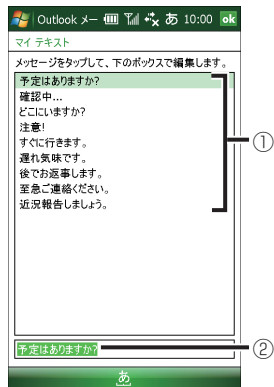 Outlook メー あ 10:00 ok
マイ テキスト
メッセージをタップして、下のボックスで編集します。
予定はありますか?
確認中...
どこにいますか?
注意!
すぐに行きます。
遅れ気味です。
後でお返事します。
至急ご連絡ください。
近況報告しましょう。
①
予定はありますか?
②
あ